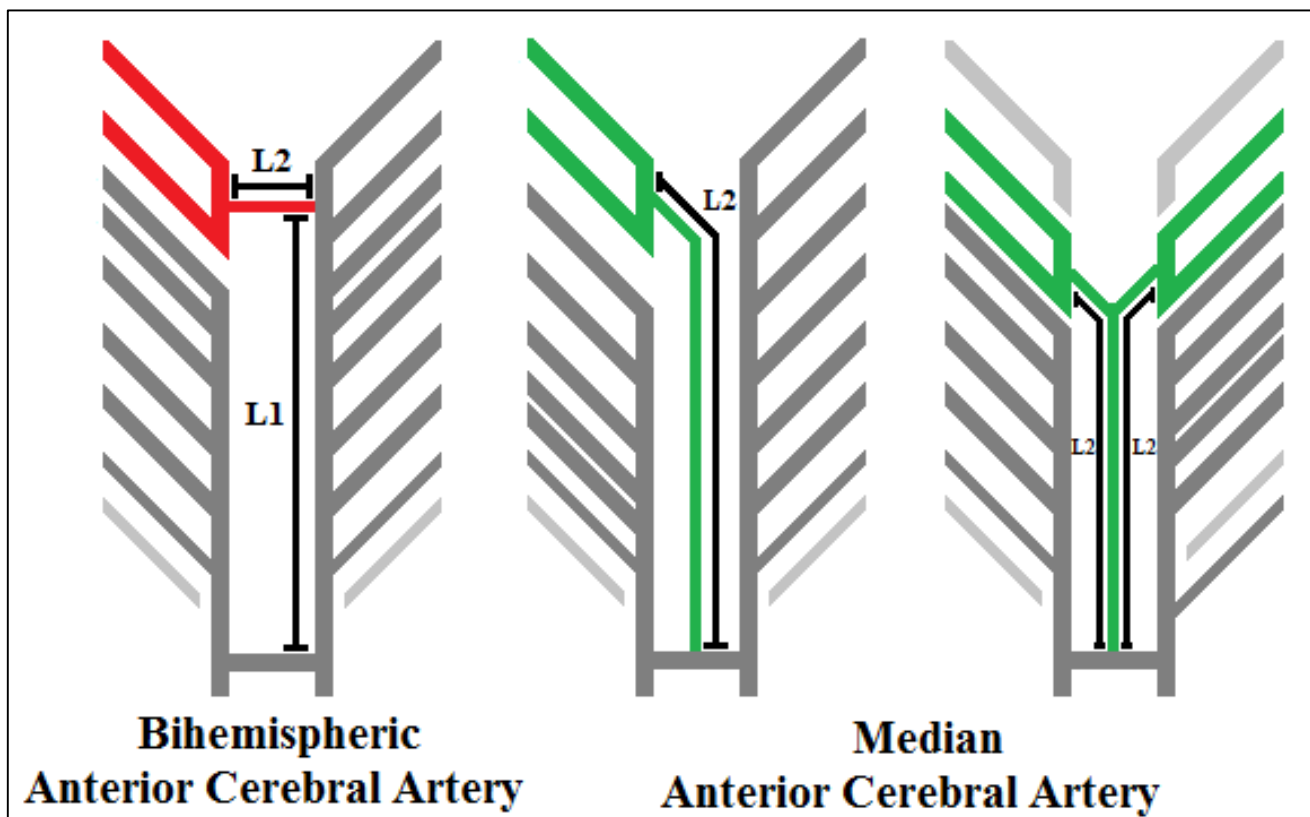 L2
L1
L2
L2
L2
Bihemispheric
Anterior Cerebral Artery
Median
Anterior Cerebral Artery